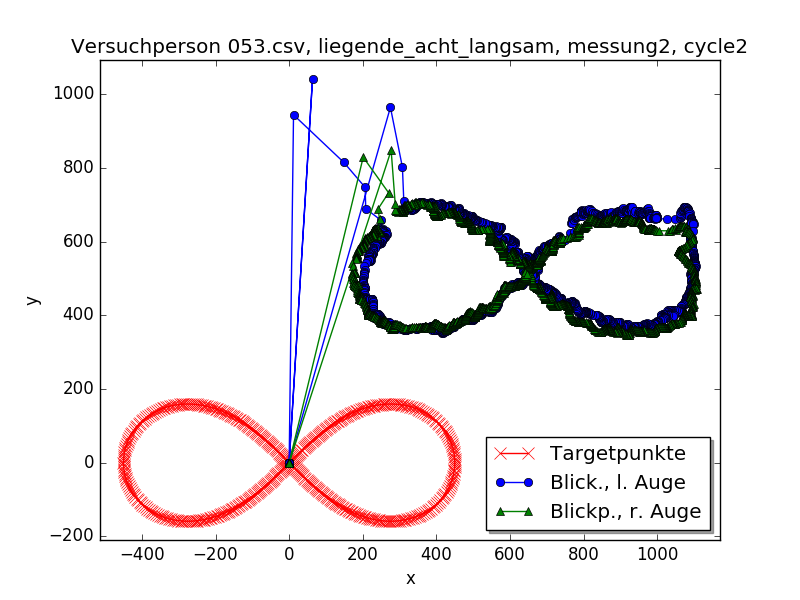 Versuchperson 053.csv, liegende_acht_langsam, messung2, cycle2
1000
800
600
400
200
0
−200
y
−400
−200
0
200
400
600
800
1000
x
Targetpunkte
Blick., l. Auge
Blickp., r. Auge